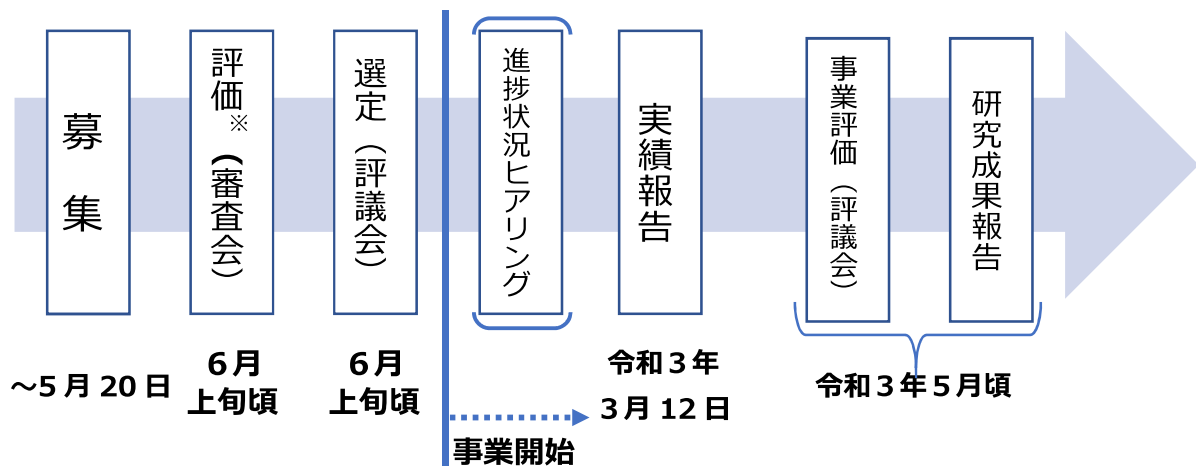 募集
評価※（審査会）
選定（評議会）
進捗状況ヒアリング
実績報告
事業評価（評議会）
研究成果報告
～5月20日
６月
上旬頃
６月
上旬頃
令和３年
３月12日
令和３年５月頃
事業開始